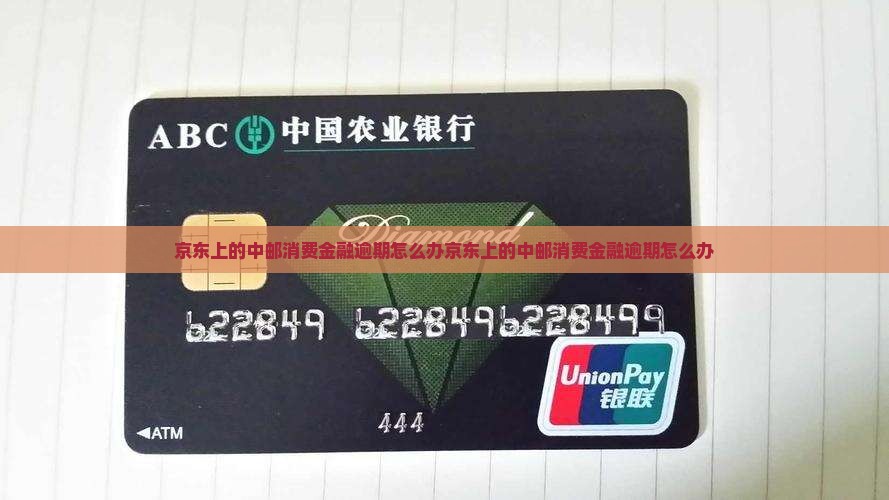 ABC 中国农业银行
Diamond
京东上的中邮消费金融逾期怎么办京东上的中邮消费金融逾期怎么办
622849 6228496228499
UnionPay
银联
444
ATM